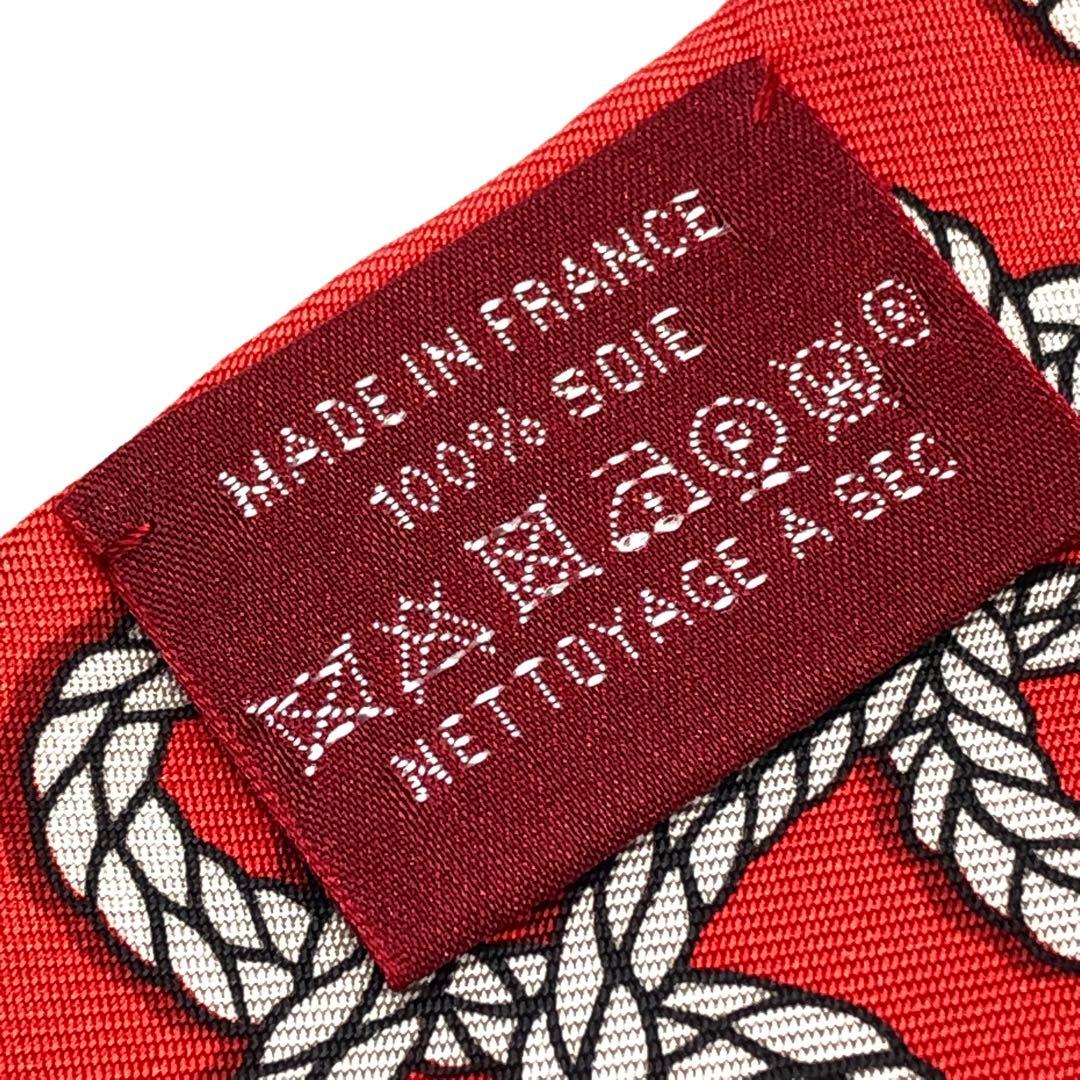 MADE IN FRANCE
100% SOIE
P ®
NETTOYAGE A SEC